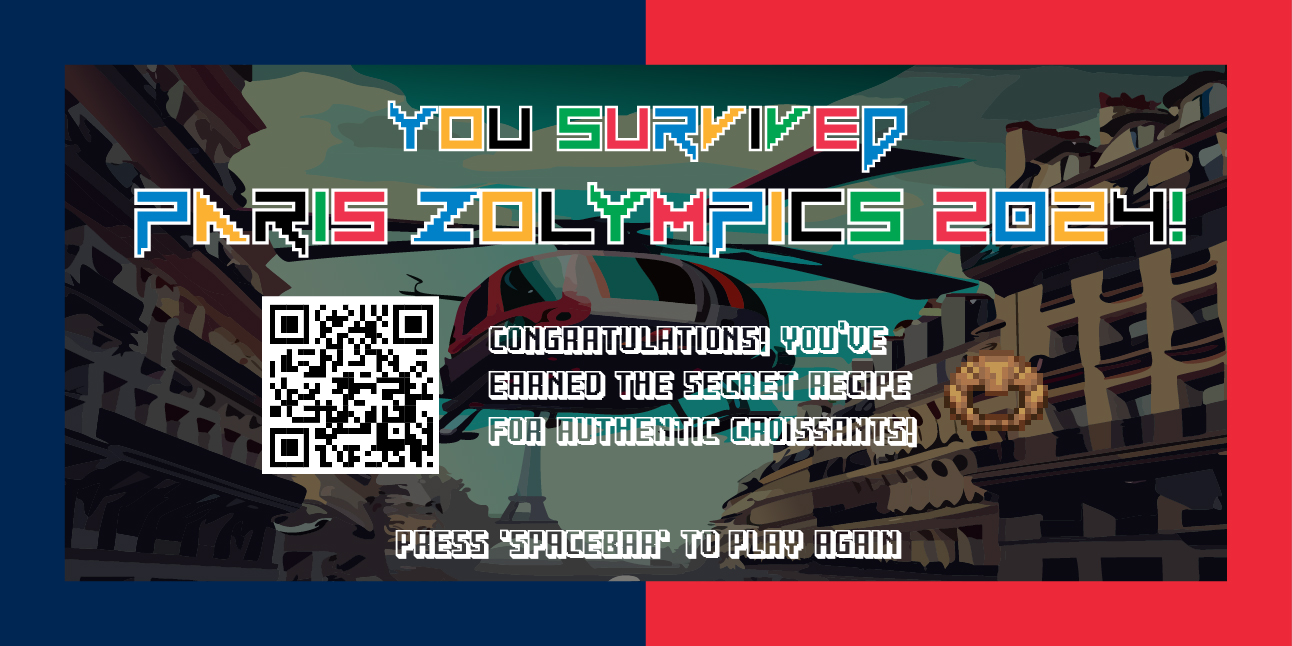 YOU SURVIVED
PARIS ZOLYMPICS 2024!
CONGRATULATIONS! YOU'VE
EARNED THE SECRET RECIPE
FOR AUTHENTIC CROISSANTS!
PRESS 'SPACEBAR' TO PLAY AGAIN